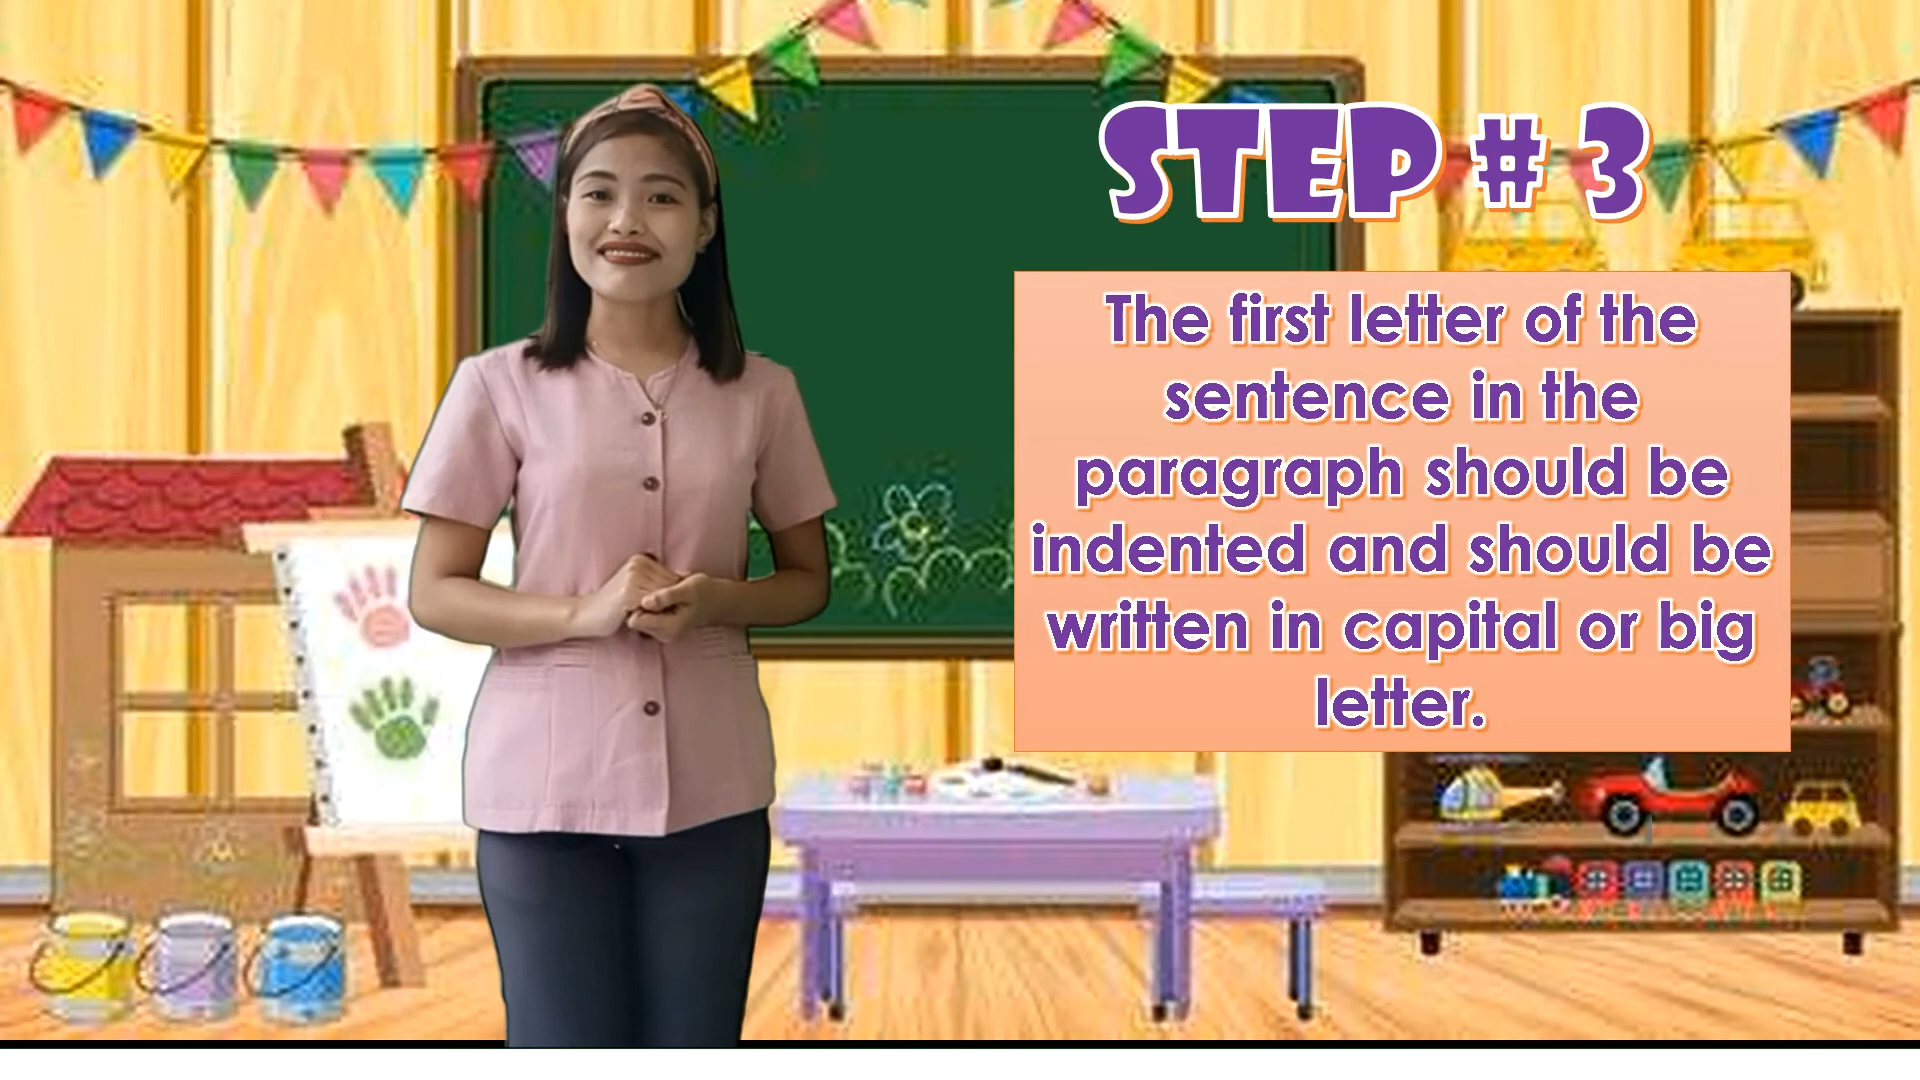 STEP # 3
The first letter of the
sentence in the
paragraph should be
indented and should be
written in capital or big
letter.